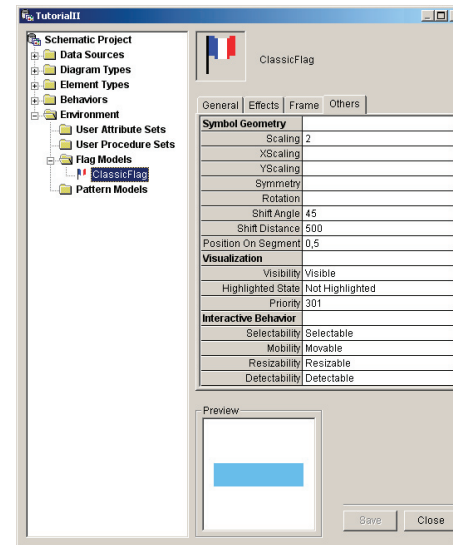 TutorialII
Schematic Project
Data Sources
Diagram Types
Element Types
Behaviors
Environment
User Attribute Sets
User Procedure Sets
Flag Models
ClassicFlag
Pattern Models
ClassicFlag
General Effects Frame Others
Symbol Geometry
Scaling 2
XScaling
YScaling
Symmetry
Rotation
Shift Angle 45
Shift Distance 500
Position On Segment 0,5
Visualization
Visibility Visible
Highlighted State Not Highlighted
Priority 301
Interactive Behavior
Selectability Selectable
Mobility Movable
Resizability Resizable
Detectability Detectable
Preview
Save Close